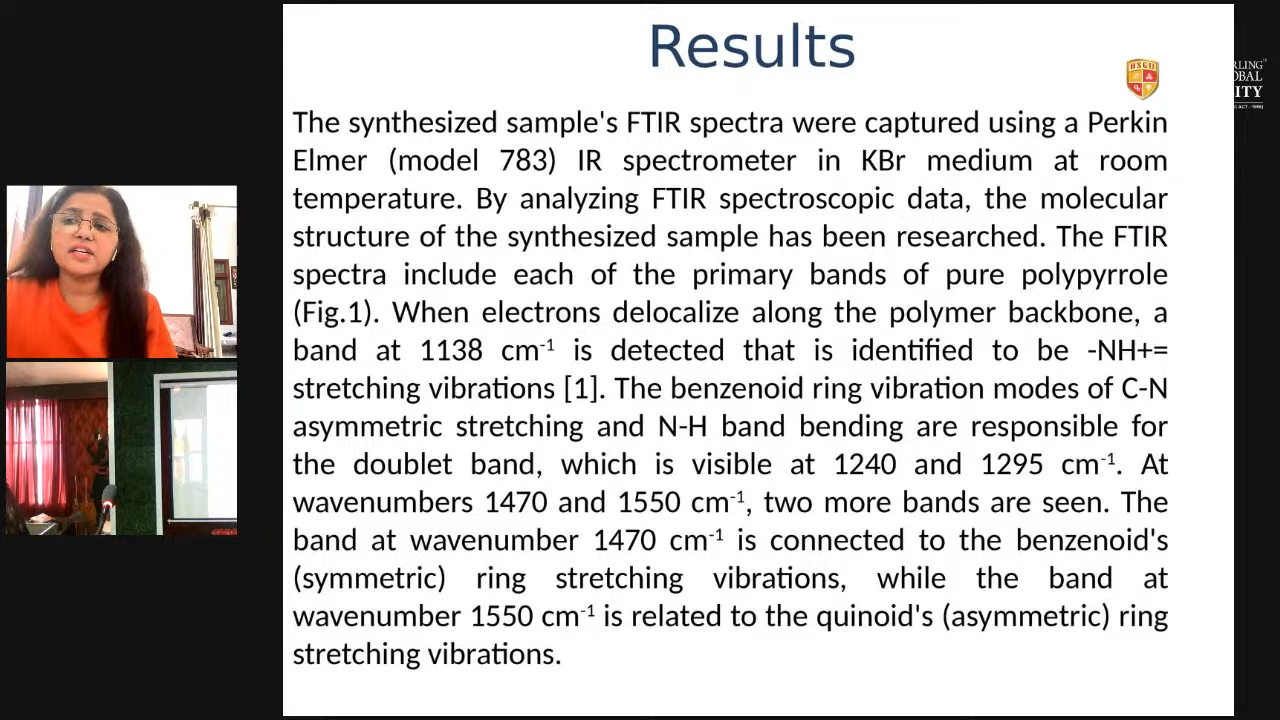 Results
ASGU
RLING
OBAL
ITY
The synthesized sample's FTIR spectra were captured using a Perkin
Elmer (model 783) IR spectrometer in KBr medium at room
temperature. By analyzing FTIR spectroscopic data, the molecular
structure of the synthesized sample has been researched. The FTIR
spectra include each of the primary bands of pure polypyrrole
(Fig.1). When electrons delocalize along the polymer backbone, a
band at 1138 cm⁻¹ is detected that is identified to be -NH+=
stretching vibrations [1]. The benzenoid ring vibration modes of C-N
asymmetric stretching and N-H band bending are responsible for
the doublet band, which is visible at 1240 and 1295 cm⁻¹. At
wavenumbers 1470 and 1550 cm⁻¹, two more bands are seen. The
band at wavenumber 1470 cm⁻¹ is connected to the benzenoid's
(symmetric) ring stretching vibrations, while the band at
wavenumber 1550 cm⁻¹ is related to the quinoid's (asymmetric) ring
stretching vibrations.